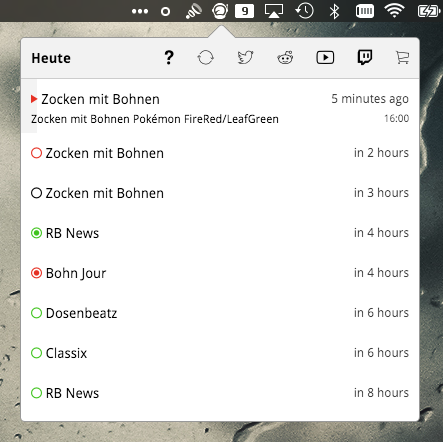 9
Heute
?
Zocken mit Bohnen 5 minutes ago
Zocken mit Bohnen Pokémon FireRed/LeafGreen 16:00
Zocken mit Bohnen in 2 hours
Zocken mit Bohnen in 3 hours
RB News in 4 hours
Bohn Jour in 4 hours
Dosenbeatz in 6 hours
Classix in 6 hours
RB News in 8 hours